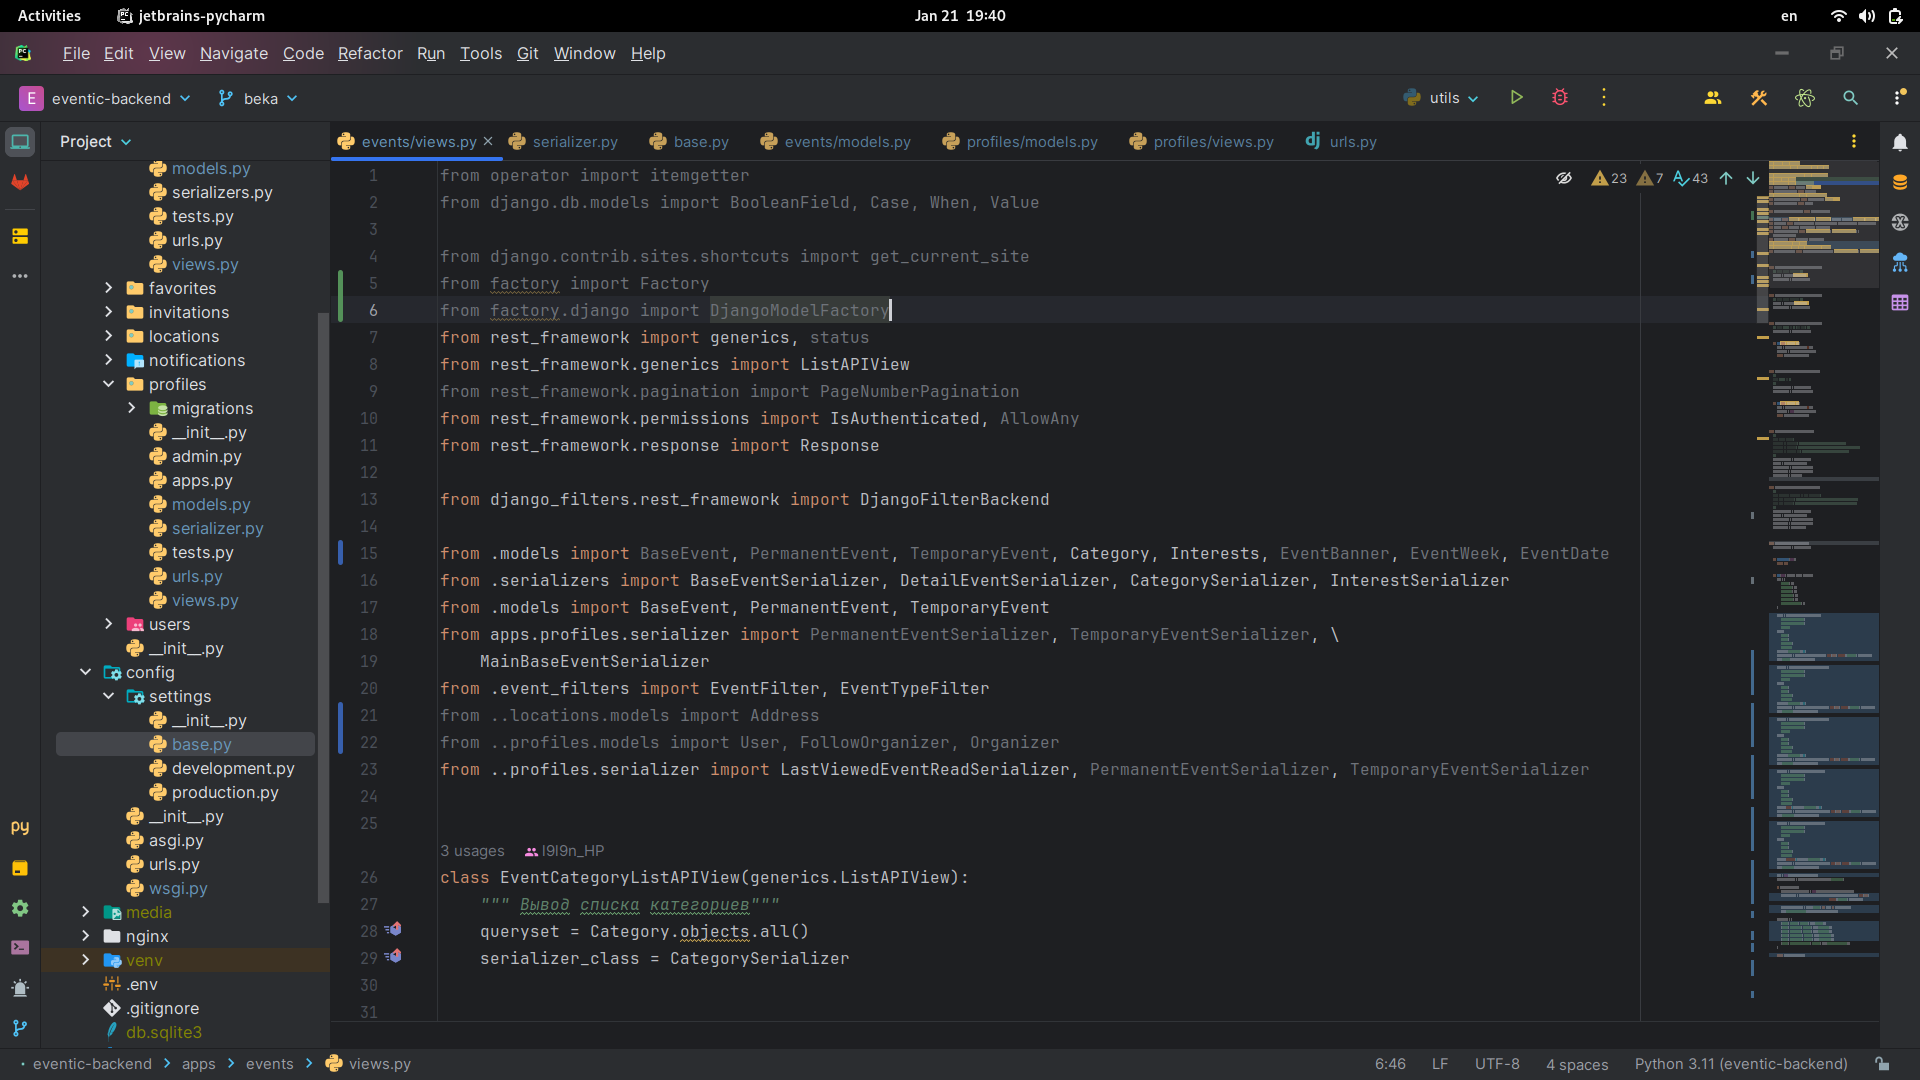 Activities jetbrains-pycharm Jan 21 19:40 en
File Edit View Navigate Code Refactor Run Tools Git Window Help
E eventic-backend beka utils
Project
events/views.py serializer.py base.py events/models.py profiles/models.py profiles/views.py urls.py
models.py
serializers.py
tests.py
urls.py
views.py
favorites
invitations
locations
notifications
profiles
migrations
__init__.py
admin.py
apps.py
models.py
serializer.py
tests.py
urls.py
views.py
users
__init__.py
config
settings
__init__.py
base.py
development.py
production.py
__init__.py
asgi.py
urls.py
wsgi.py
media
nginx
venv
.env
.gitignore
db.sqlite3
23 7 43
1 from operator import itemgetter
2 from django.db.models import BooleanField, Case, When, Value
3
4 from django.contrib.sites.shortcuts import get_current_site
5 from factory import Factory
6 from factory.django import DjangoModelFactory
7 from rest_framework import generics, status
8 from rest_framework.generics import ListAPIView
9 from rest_framework.pagination import PageNumberPagination
10 from rest_framework.permissions import IsAuthenticated, AllowAny
11 from rest_framework.response import Response
12
13 from django_filters.rest_framework import DjangoFilterBackend
14
15 from .models import BaseEvent, PermanentEvent, TemporaryEvent, Category, Interests, EventBanner, EventWeek, EventDate
16 from .serializers import BaseEventSerializer, DetailEventSerializer, CategorySerializer, InterestSerializer
17 from .models import BaseEvent, PermanentEvent, TemporaryEvent
18 from apps.profiles.serializer import PermanentEventSerializer, TemporaryEventSerializer, \
19 MainBaseEventSerializer
20 from .event_filters import EventFilter, EventTypeFilter
21 from ..locations.models import Address
22 from ..profiles.models import User, FollowOrganizer, Organizer
23 from ..profiles.serializer import LastViewedEventReadSerializer, PermanentEventSerializer, TemporaryEventSerializer
24
25
3 usages l9l9n_HP
26 class EventCategoryListAPIView(generics.ListAPIView):
27 """ Вывод списка категориев"""
28 queryset = Category.objects.all()
29 serializer_class = CategorySerializer
30
31
eventic-backend apps events views.py 6:46 LF UTF-8 4 spaces Python 3.11 (eventic-backend)